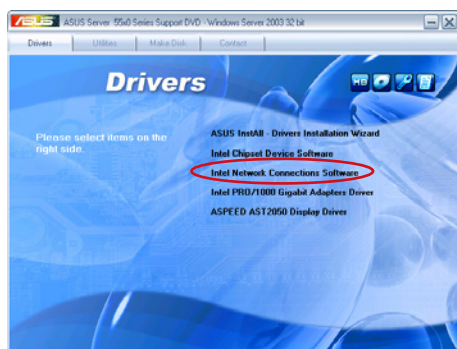 ASUS ASUS Server 55x0 Series Support DVD - Windows Server 2003 32 bit
Drivers Utilities Make Disk Contact
Drivers
Please select items on the
right side.
ASUS InstAll - Drivers Installation Wizard
Intel Chipset Device Software
Intel Network Connections Software
Intel PRO/1000 Gigabit Adapters Driver
ASPEED AST2050 Display Driver